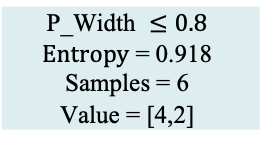 P_Width ≤ 0.8
Entropy = 0.918
Samples = 6
Value = [4,2]